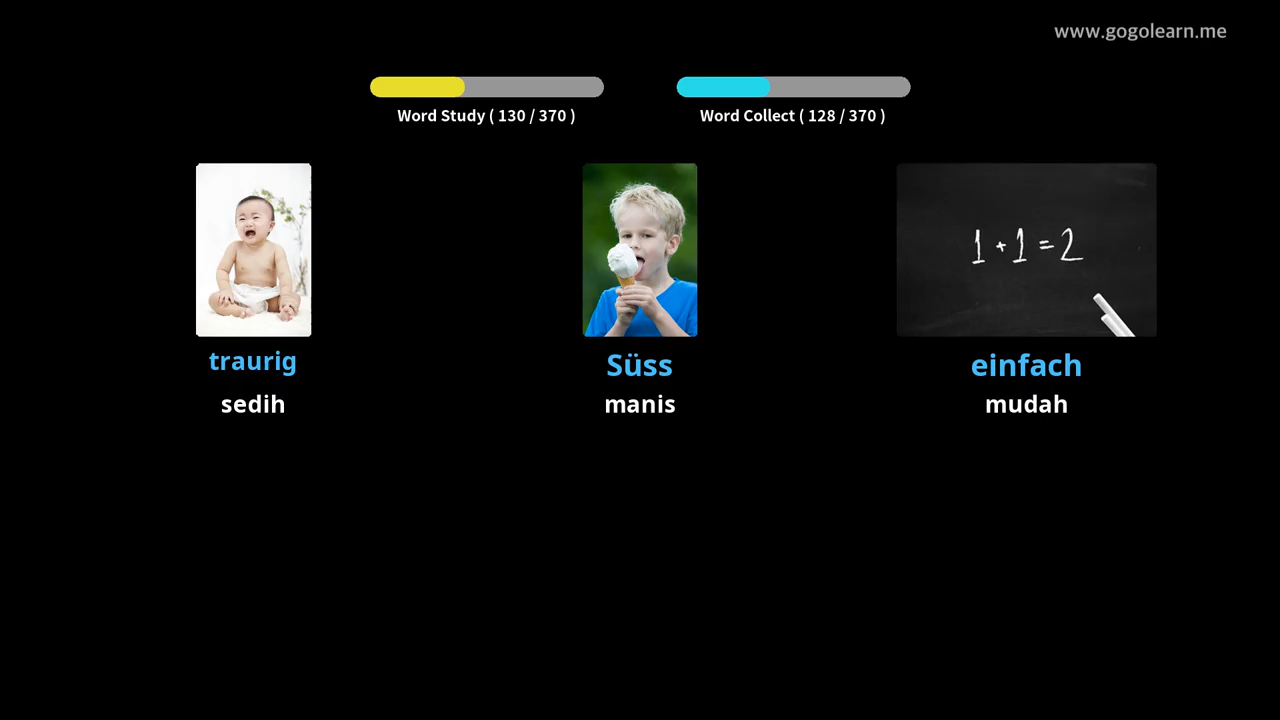 www.gogolearn.me
Word Study ( 130 / 370 )
Word Collect ( 128 / 370 )
1 + 1 = 2
traurig
sedih
Süss
manis
einfach
mudah